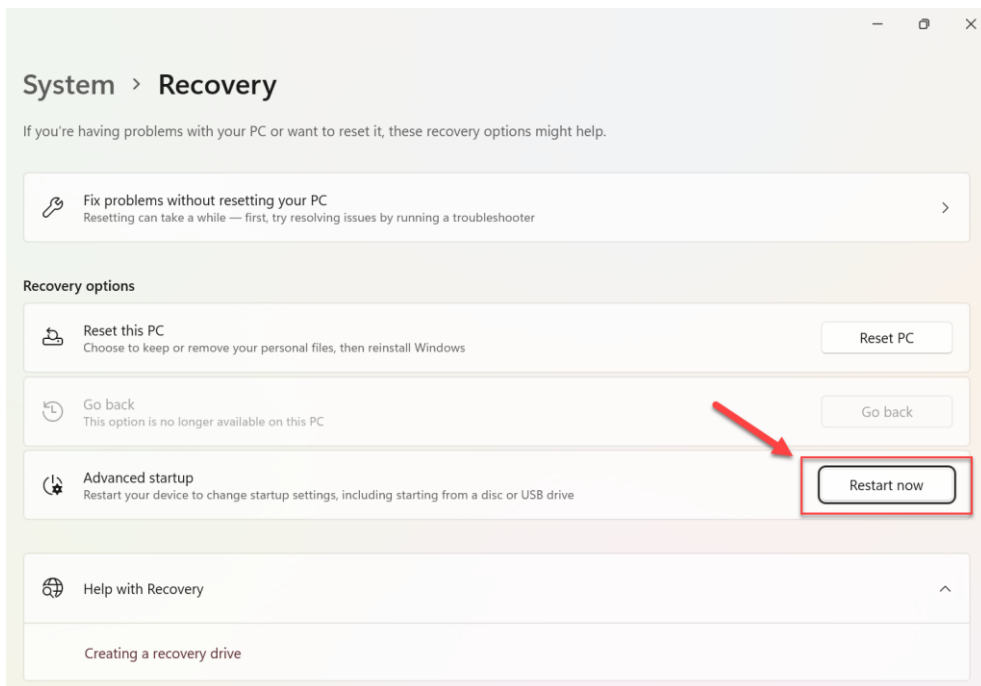 System > Recovery
If you're having problems with your PC or want to reset it, these recovery options might help.
Fix problems without resetting your PC
Resetting can take a while — first, try resolving issues by running a troubleshooter
Recovery options
Reset this PC
Choose to keep or remove your personal files, then reinstall Windows
Reset PC
Go back
This option is no longer available on this PC
Go back
Advanced startup
Restart your device to change startup settings, including starting from a disc or USB drive
Restart now
Help with Recovery
Creating a recovery drive